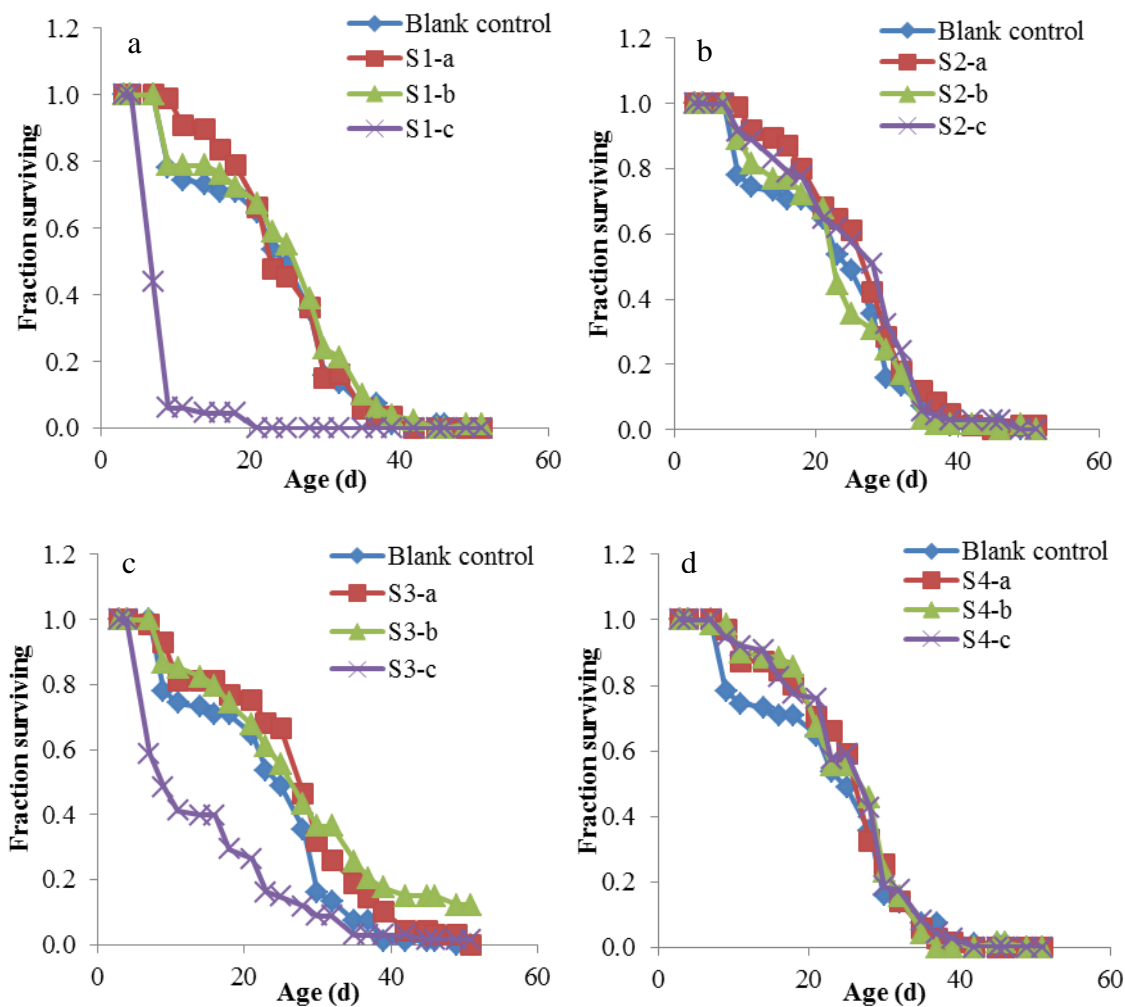 a
Blank control
S1-a
S1-b
S1-c
Fraction surviving
1.2
1.0
0.8
0.6
0.4
0.2
0.0
0
20
40
60
Age (d)
b
Blank control
S2-a
S2-b
S2-c
Fraction surviving
1.2
1.0
0.8
0.6
0.4
0.2
0.0
0
20
40
60
Age (d)
c
Blank control
S3-a
S3-b
S3-c
Fraction surviving
1.2
1.0
0.8
0.6
0.4
0.2
0.0
0
20
40
60
Age (d)
d
Blank control
S4-a
S4-b
S4-c
Fraction surviving
1.2
1.0
0.8
0.6
0.4
0.2
0.0
0
20
40
60
Age (d)